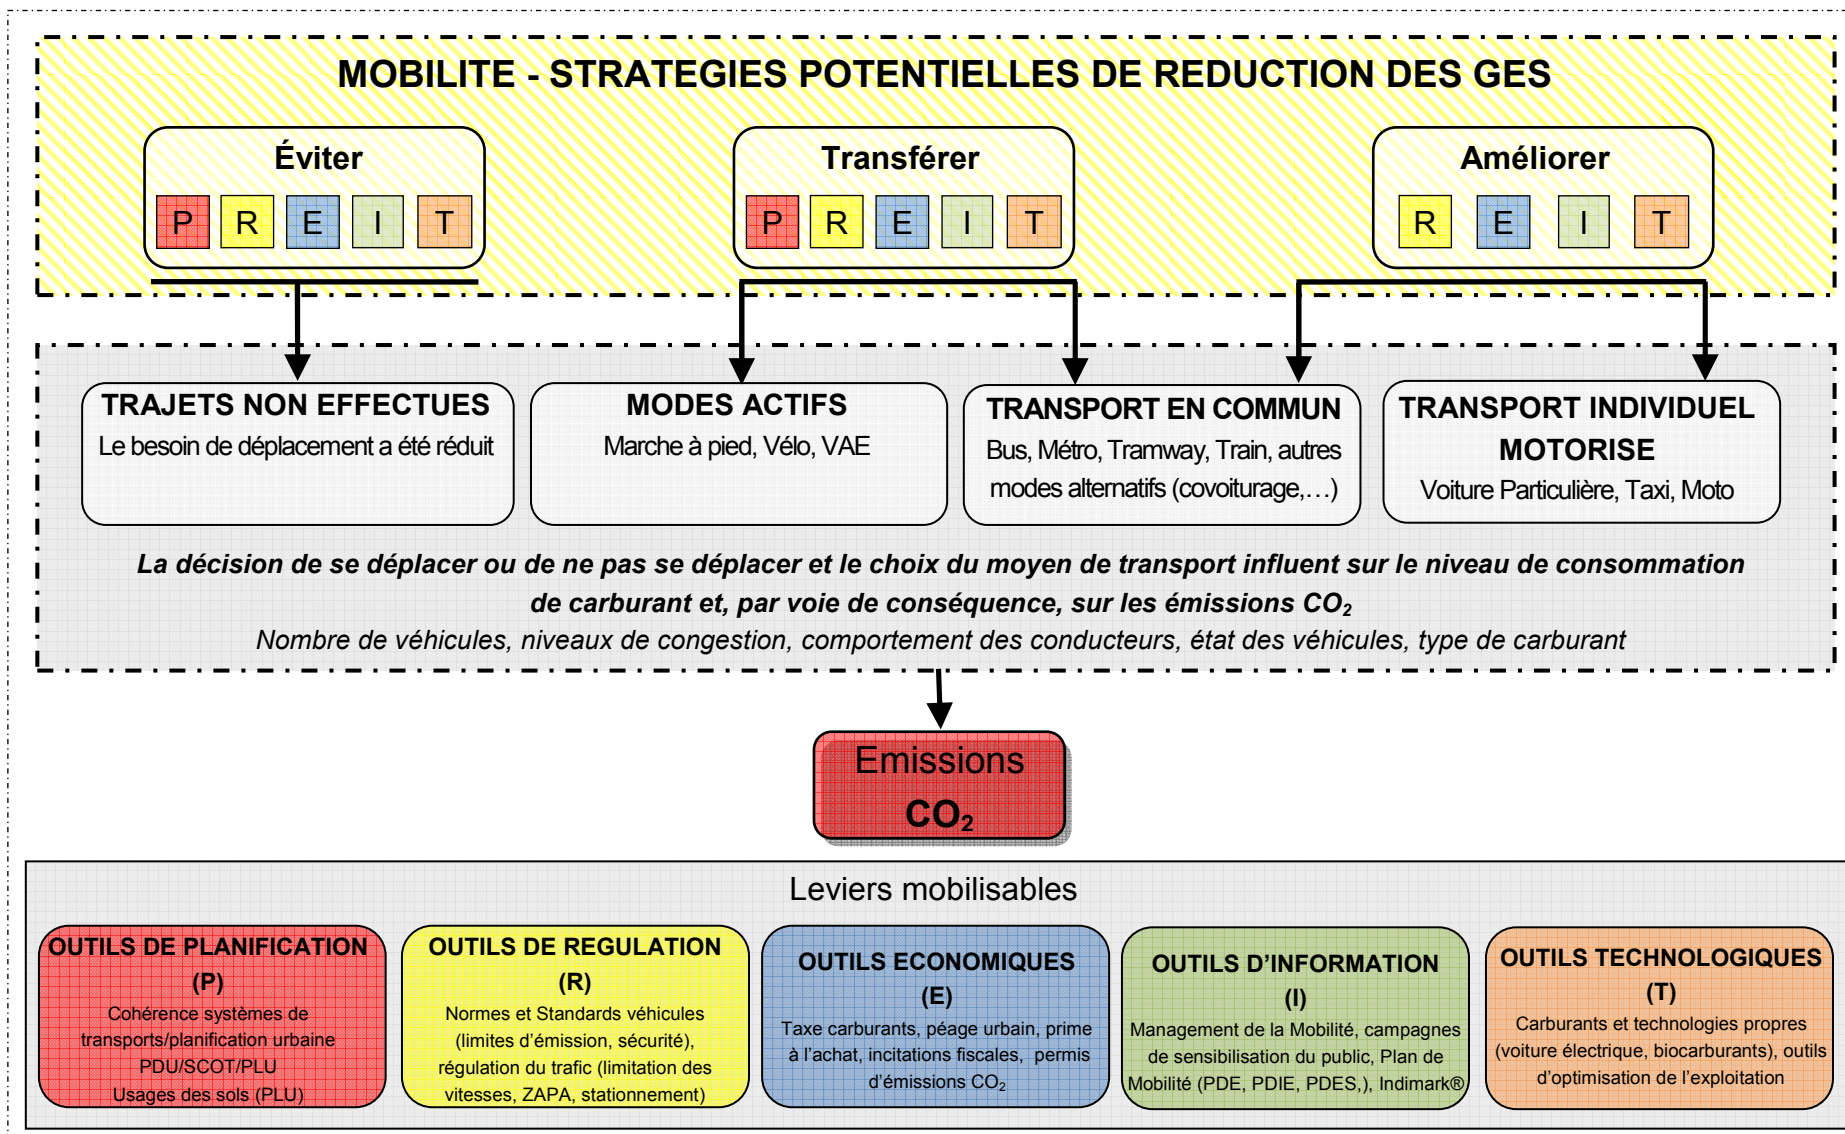 MOBILITE - STRATEGIES POTENTIELLES DE REDUCTION DES GES
Éviter
P R E I T
Transférer
P R E I T
Améliorer
R E I T
TRAJETS NON EFFECTUES
Le besoin de déplacement a été réduit
MODES ACTIFS
Marche à pied, Vélo, VAE
TRANSPORT EN COMMUN
Bus, Métro, Tramway, Train, autres
modes alternatifs (covoiturage,…)
TRANSPORT INDIVIDUEL
MOTORISE
Voiture Particulière, Taxi, Moto
La décision de se déplacer ou de ne pas se déplacer et le choix du moyen de transport influent sur le niveau de consommation
de carburant et, par voie de conséquence, sur les émissions CO₂
Nombre de véhicules, niveaux de congestion, comportement des conducteurs, état des véhicules, type de carburant
Emissions
CO₂
Leviers mobilisables
OUTILS DE PLANIFICATION
(P)
Cohérence systèmes de
transports/planification urbaine
PDU/SCOT/PLU
Usages des sols (PLU)
OUTILS DE REGULATION
(R)
Normes et Standards véhicules
(limites d’émission, sécurité),
régulation du trafic (limitation des
vitesses, ZAPA, stationnement)
OUTILS ECONOMIQUES
(E)
Taxe carburants, péage urbain, prime
à l’achat, incitations fiscales, permis
d’émissions CO₂
OUTILS D’INFORMATION
(I)
Management de la Mobilité, campagnes
de sensibilisation du public, Plan de
Mobilité (PDE, PDIE, PDES,), Indimark®
OUTILS TECHNOLOGIQUES
(T)
Carburants et technologies propres
(voiture électrique, biocarburants), outils
d’optimisation de l’exploitation